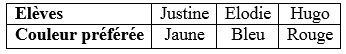 Elèves Justine Elodie Hugo
Couleur préférée Jaune Bleu Rouge